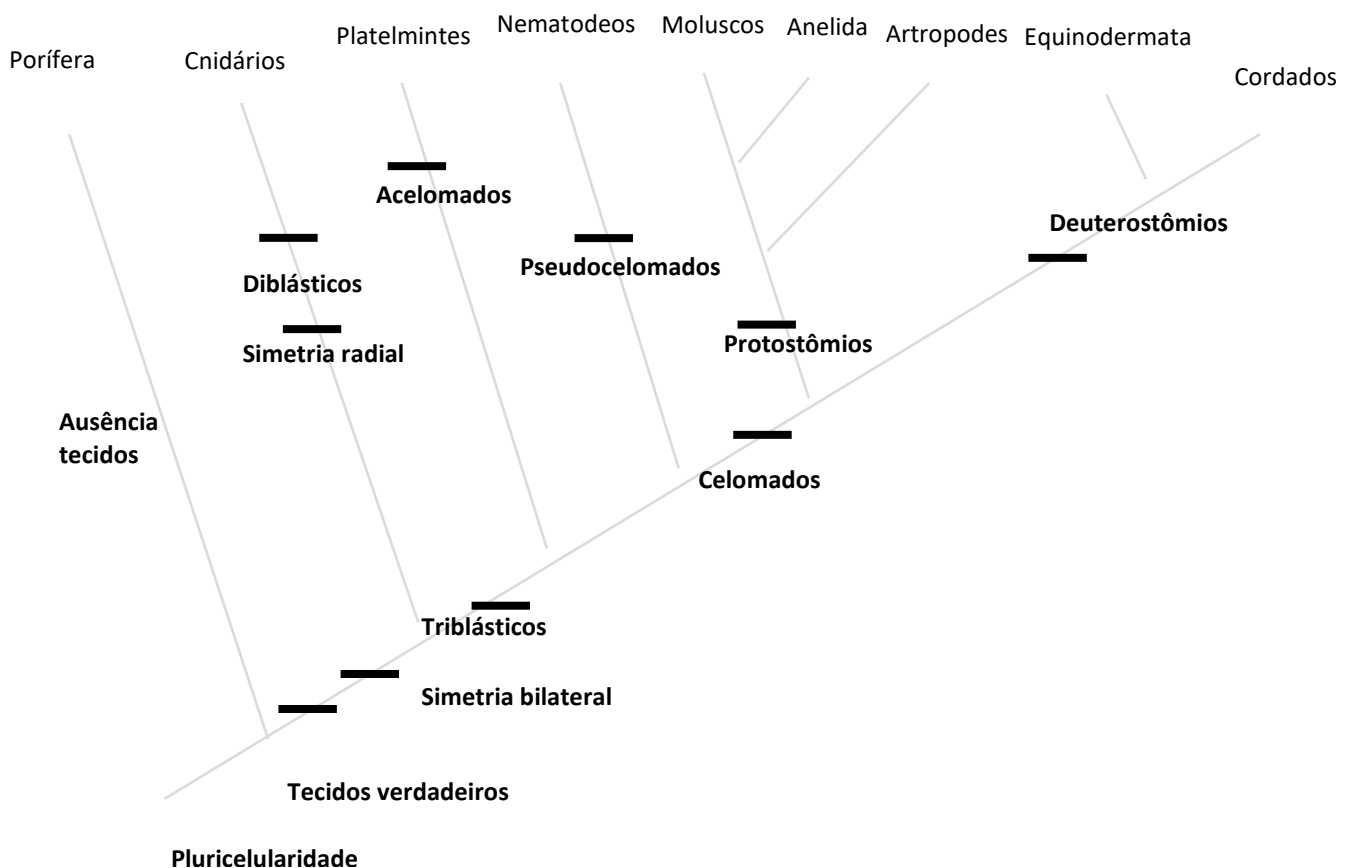 Porífera
Cnidários
Platelmintes
Nematodeos
Moluscos
Anelida
Artropodes
Equinodermata
Cordados
Acelomados
Deuterostômios
Pseudocelomados
Diblásticos
Protostômios
Simetria radial
Ausência
tecidos
Celomados
Triblásticos
Simetria bilateral
Tecidos verdadeiros
Pluricelularidade